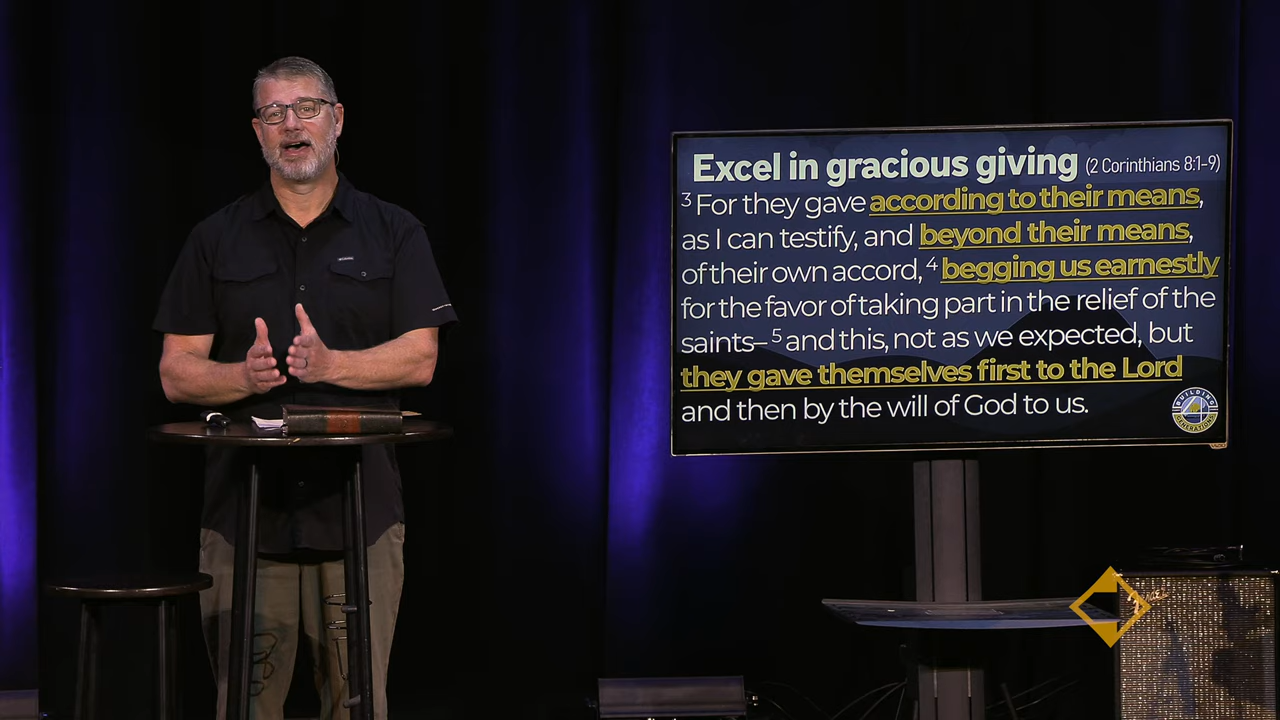 Excel in gracious giving (2 Corinthians 8:1-9)
3 For they gave according to their means,
as I can testify, and beyond their means,
of their own accord, 4 begging us earnestly
for the favor of taking part in the relief of the
saints– 5 and this, not as we expected, but
they gave themselves first to the Lord
and then by the will of God to us.
BUILDING
GENERATIONS